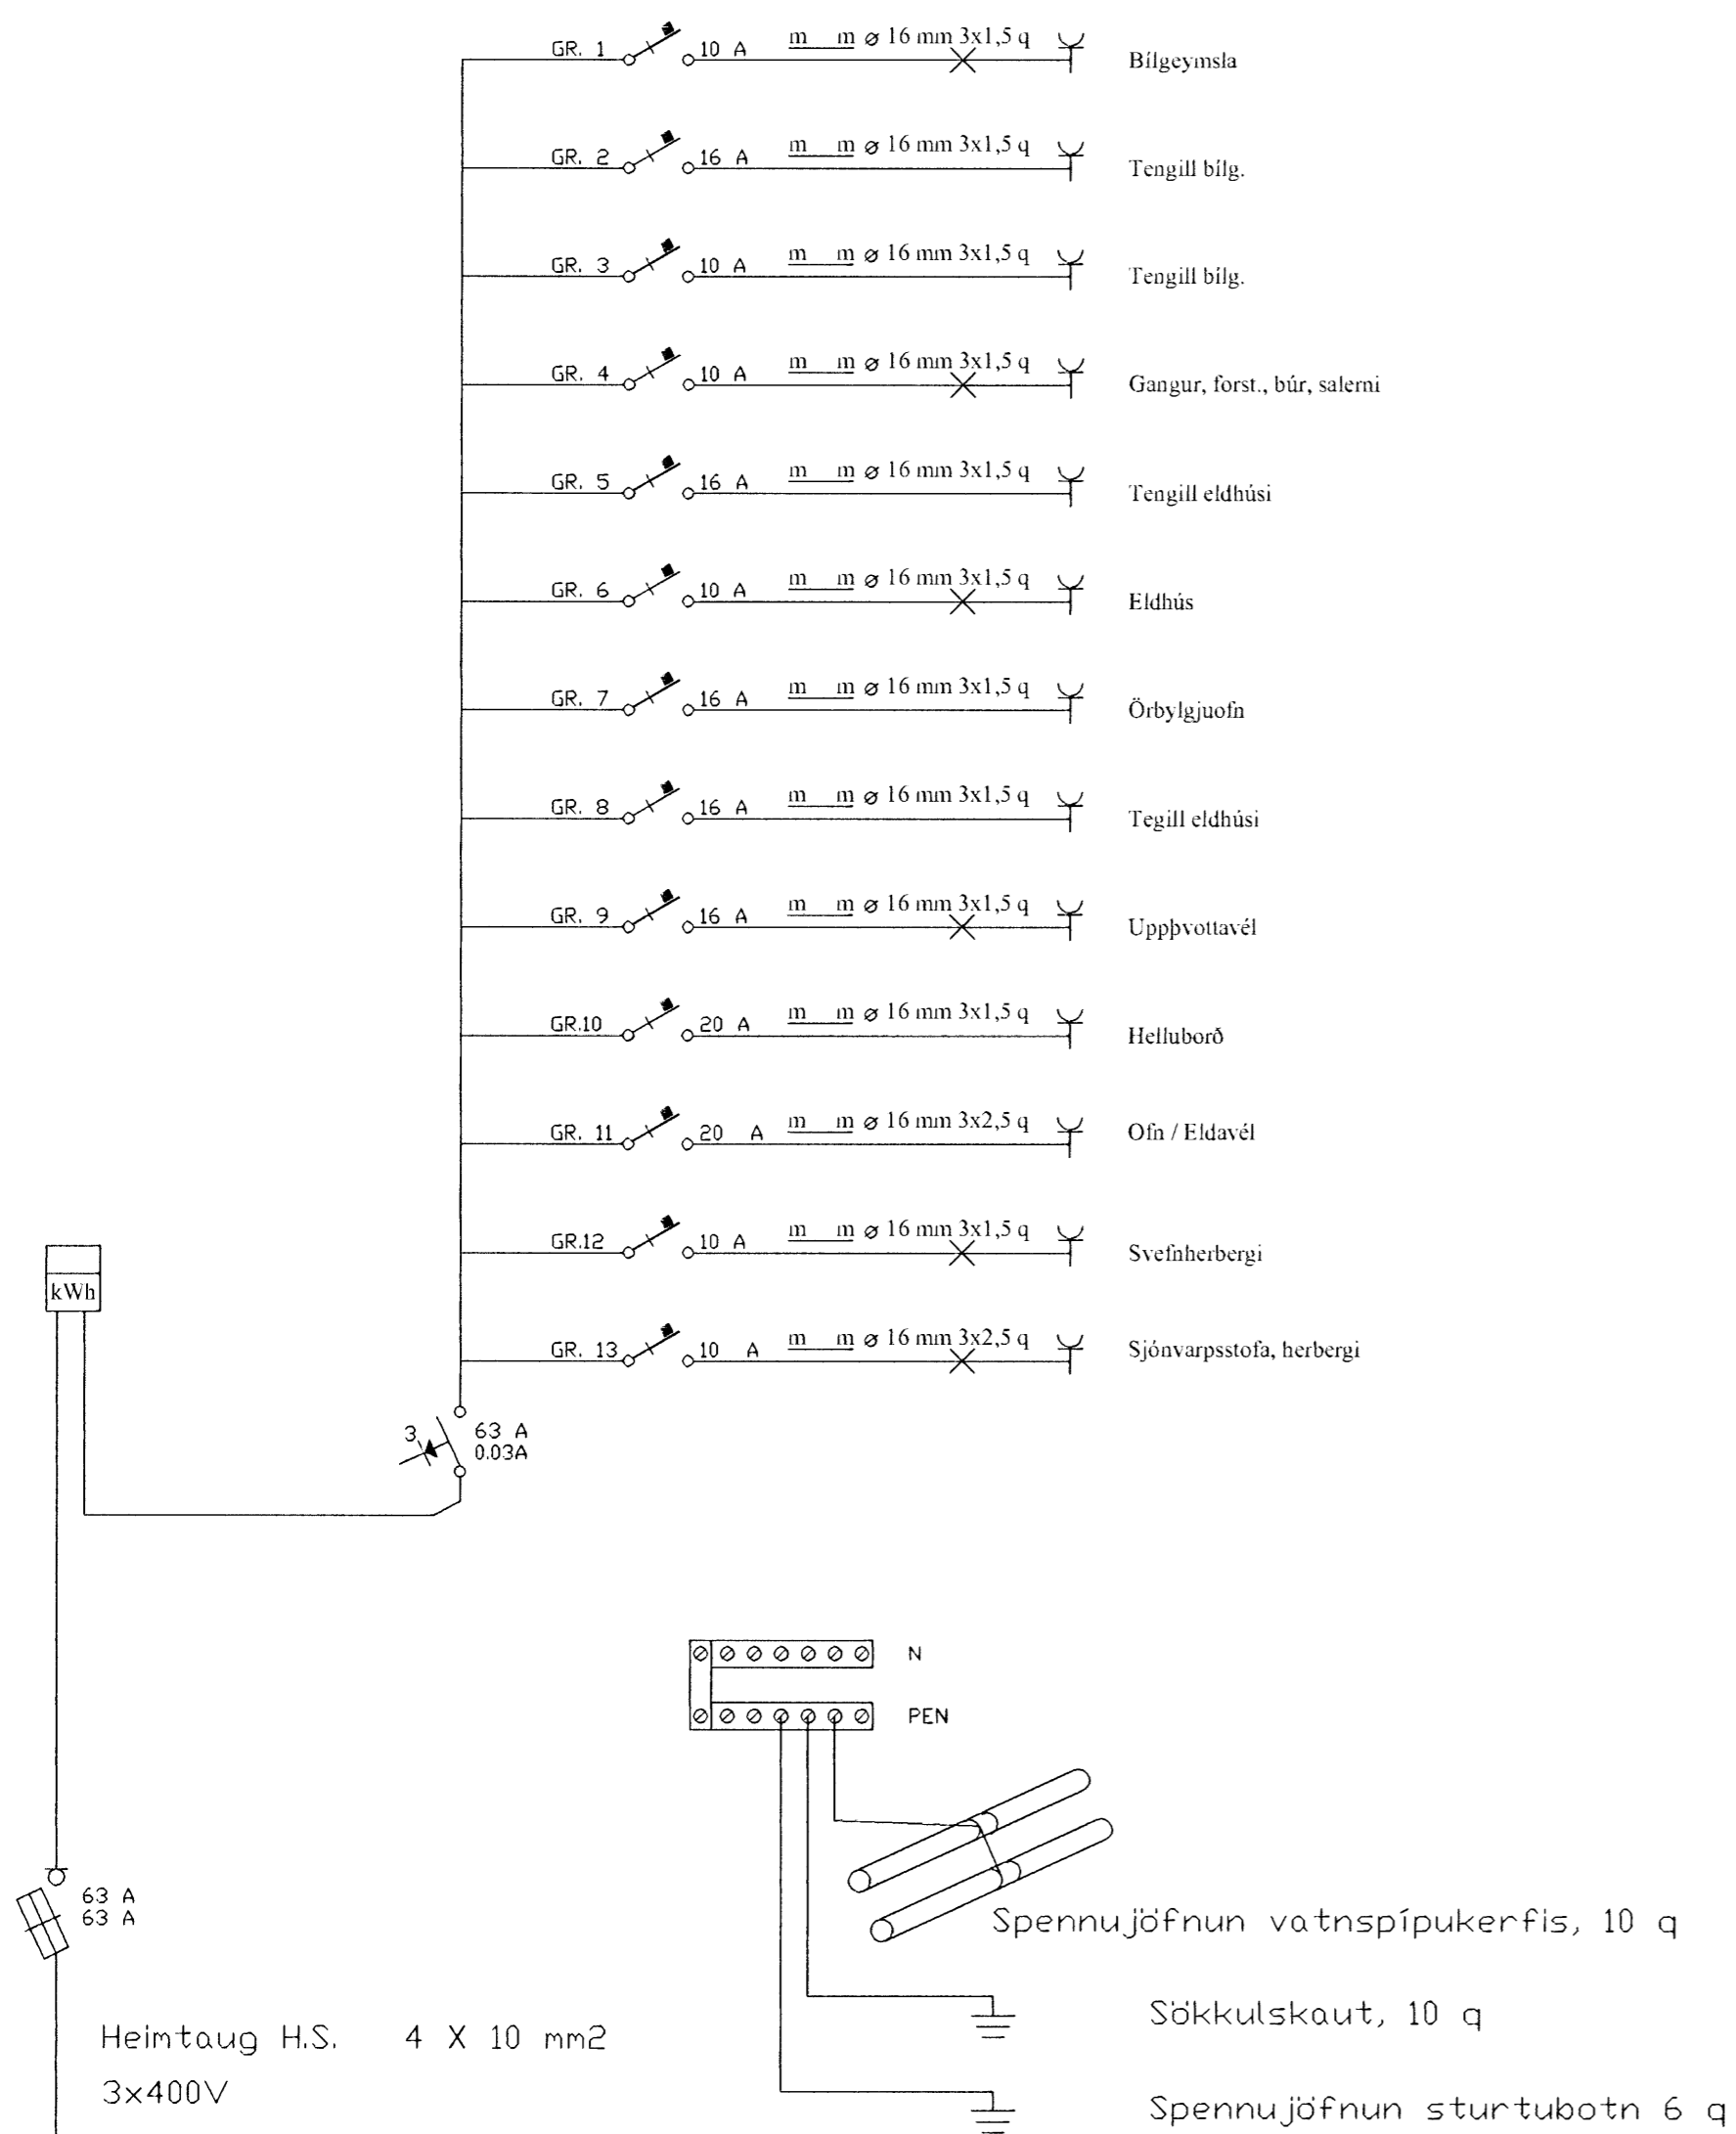 GR. 1 10 A m m ⌀ 16 mm 3x1,5 q Bílgeymsla
GR. 2 16 A m m ⌀ 16 mm 3x1,5 q Tengill bílg.
GR. 3 10 A m m ⌀ 16 mm 3x1,5 q Tengill bílg.
GR. 4 10 A m m ⌀ 16 mm 3x1,5 q Gangur, forst., búr, salerni
GR. 5 16 A m m ⌀ 16 mm 3x1,5 q Tengill eldhúsi
GR. 6 10 A m m ⌀ 16 mm 3x1,5 q Eldhús
GR. 7 16 A m m ⌀ 16 mm 3x1,5 q Örbylgjuofn
GR. 8 16 A m m ⌀ 16 mm 3x1,5 q Tegill eldhúsi
GR. 9 16 A m m ⌀ 16 mm 3x1,5 q Uppþvottavél
GR.10 20 A m m ⌀ 16 mm 3x1,5 q Helluborð
GR. 11 20 A m m ⌀ 16 mm 3x2,5 q Ofn / Eldavél
GR.12 10 A m m ⌀ 16 mm 3x1,5 q Svefnherbergi
kWh
GR. 13 10 A m m ⌀ 16 mm 3x2,5 q Sjónvarpsstofa, herbergi
3 63 A
0.03A
N
PEN
63 A
63 A
Spennujöfnun vatnspípukerfis, 10 q
Sökkulskaut, 10 q
Heimtaug H.S. 4 X 10 mm2
3x400V
Spennujöfnun sturtubotn 6 q